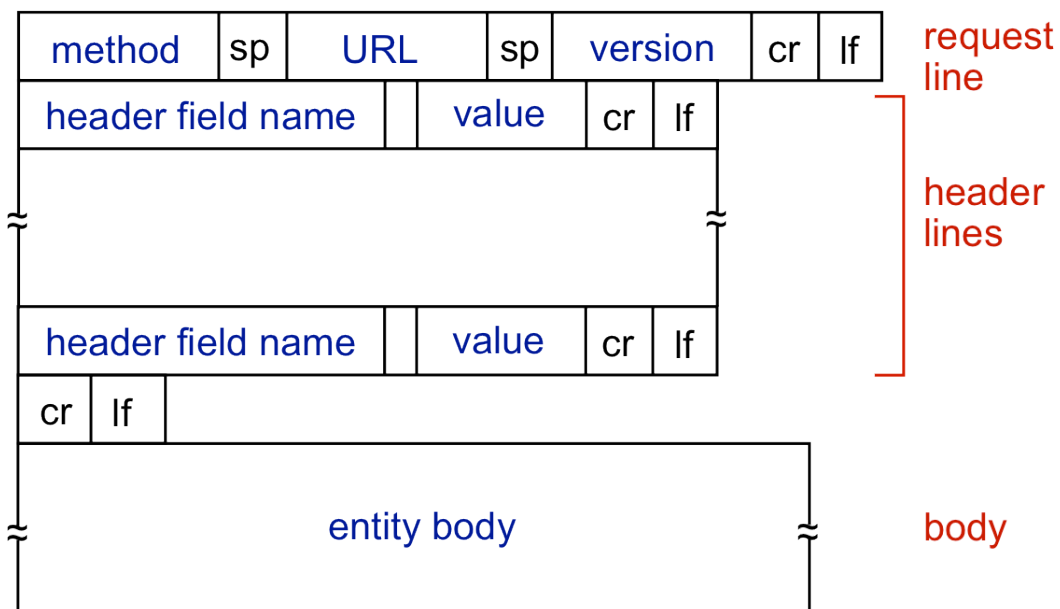 method sp URL sp version cr lf request line
header field name value cr lf
header lines
header field name value cr lf
cr lf
entity body body